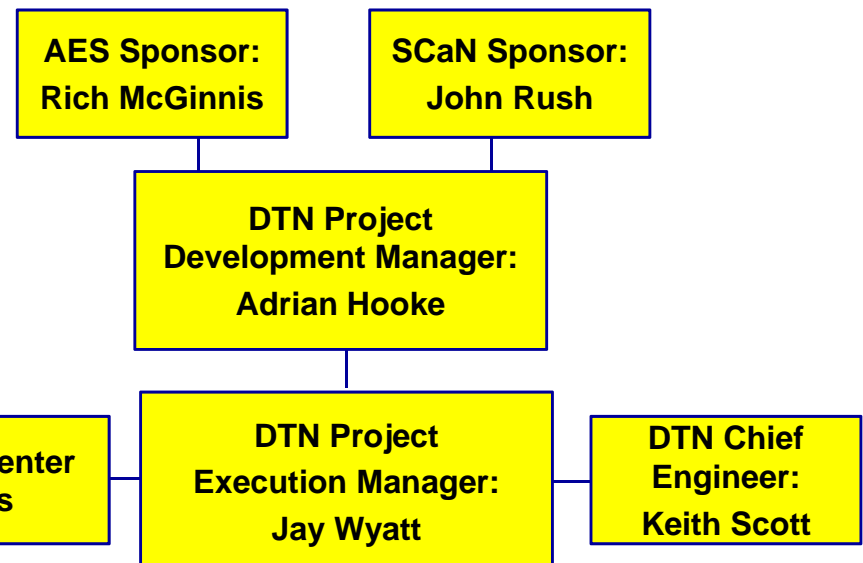 AES Sponsor:
Rich McGinnis
SCaN Sponsor:
John Rush
DTN Project
Development Manager:
Adrian Hooke
DTN Project
Execution Manager:
Jay Wyatt
DTN Chief
Engineer:
Keith Scott